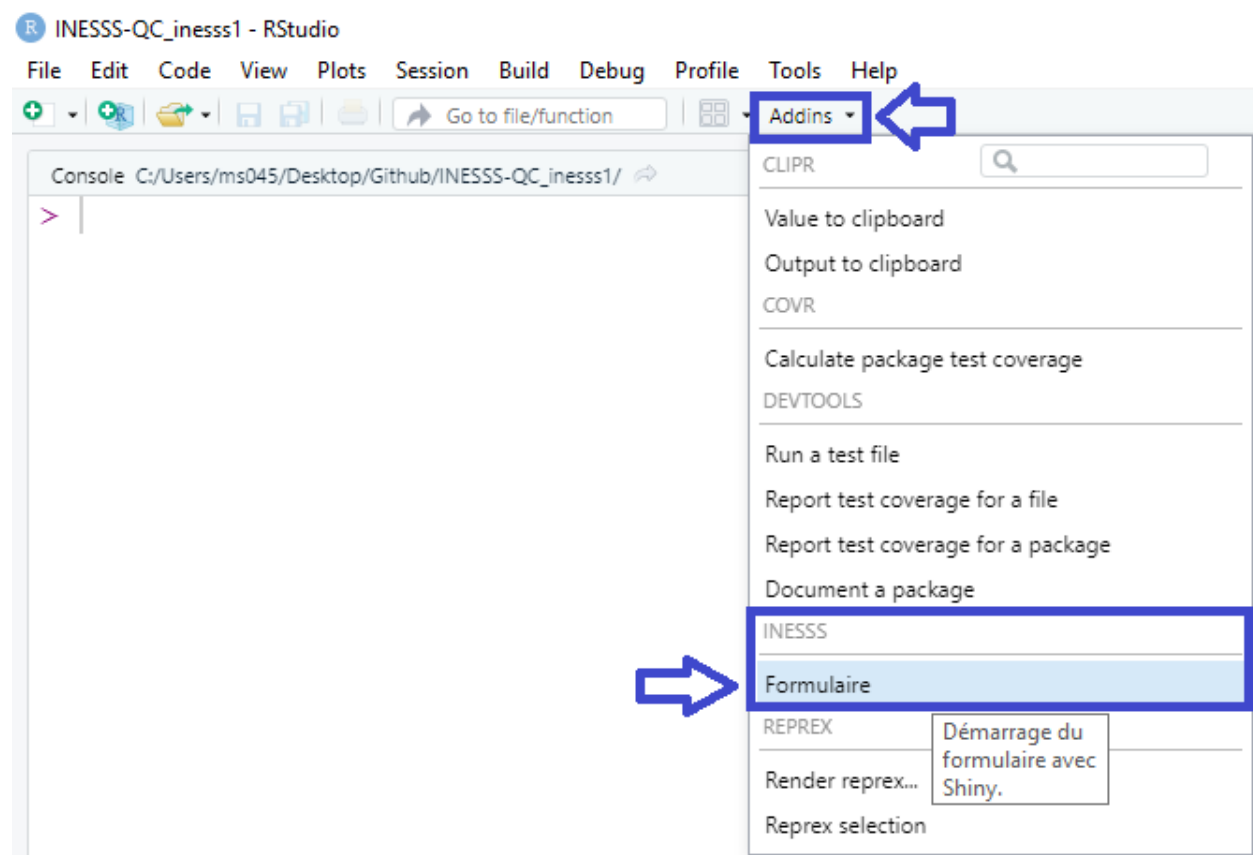 R INESSS-QC_inesss1 - RStudio
File Edit Code View Plots Session Build Debug Profile Tools Help
R Go to file/function Addins
Console C:/Users/ms045/Desktop/Github/INESSS-QC_inesss1/
>
CLIPR
Value to clipboard
Output to clipboard
COVR
Calculate package test coverage
DEVTOOLS
Run a test file
Report test coverage for a file
Report test coverage for a package
Document a package
INESSS
Formulaire
REPREX
Démarrage du
formulaire avec
Shiny.
Render reprex...
Reprex selection